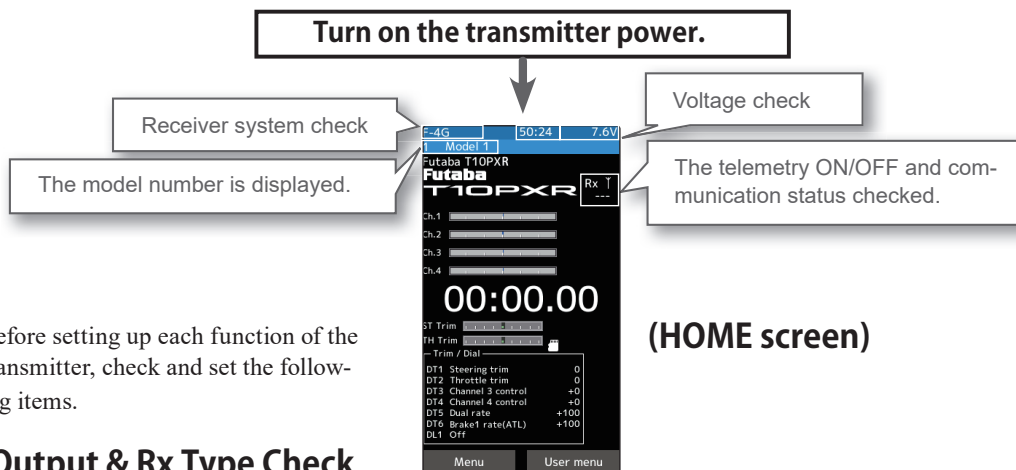 Turn on the transmitter power.
Receiver system check
Voltage check
The model number is displayed.
The telemetry ON/OFF and com-
munication status checked.
F-4G 50:24 7.6V
1 Model 1
Futaba T10PXR
Futaba
T10PXR
Rx
---
Ch.1
Ch.2
Ch.3
Ch.4
00:00.00
ST Trim
TH Trim
Trim / Dial
DT1 Steering trim 0
DT2 Throttle trim 0
DT3 Channel 3 control +0
DT4 Channel 4 control +0
DT5 Dual rate +100
DT6 Brake1 rate(ATL) +100
DL1 Off
Menu User menu
(HOME screen)
efore setting up each function of the
ansmitter, check and set the follow-
g items.
Output & Rx Type Check